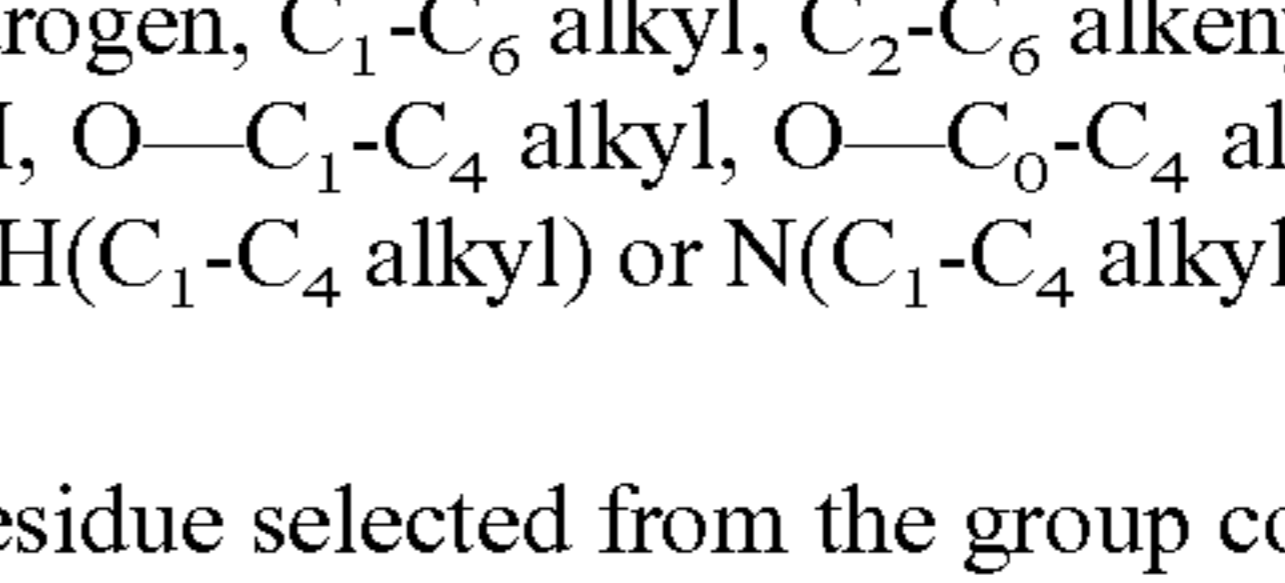 rogen, C₁-C₆ alkyl, C₂-C₆ alken
, O—C₁-C₄ alkyl, O—C₀-C₄ al
H(C₁-C₄ alkyl) or N(C₁-C₄ alkyl
esidue selected from the group co